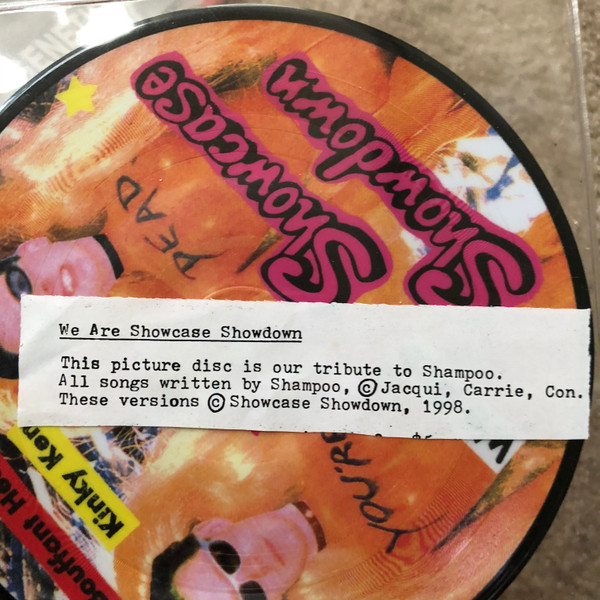 Showcase
Showdown
DEAD
We Are Showcase Showdown
This picture disc is our tribute to Shampoo.
All songs written by Shampoo, ©Jacqui, Carrie, Con.
These versions ©Showcase Showdown, 1998.
YOU'RE
Kinky
Bouffant